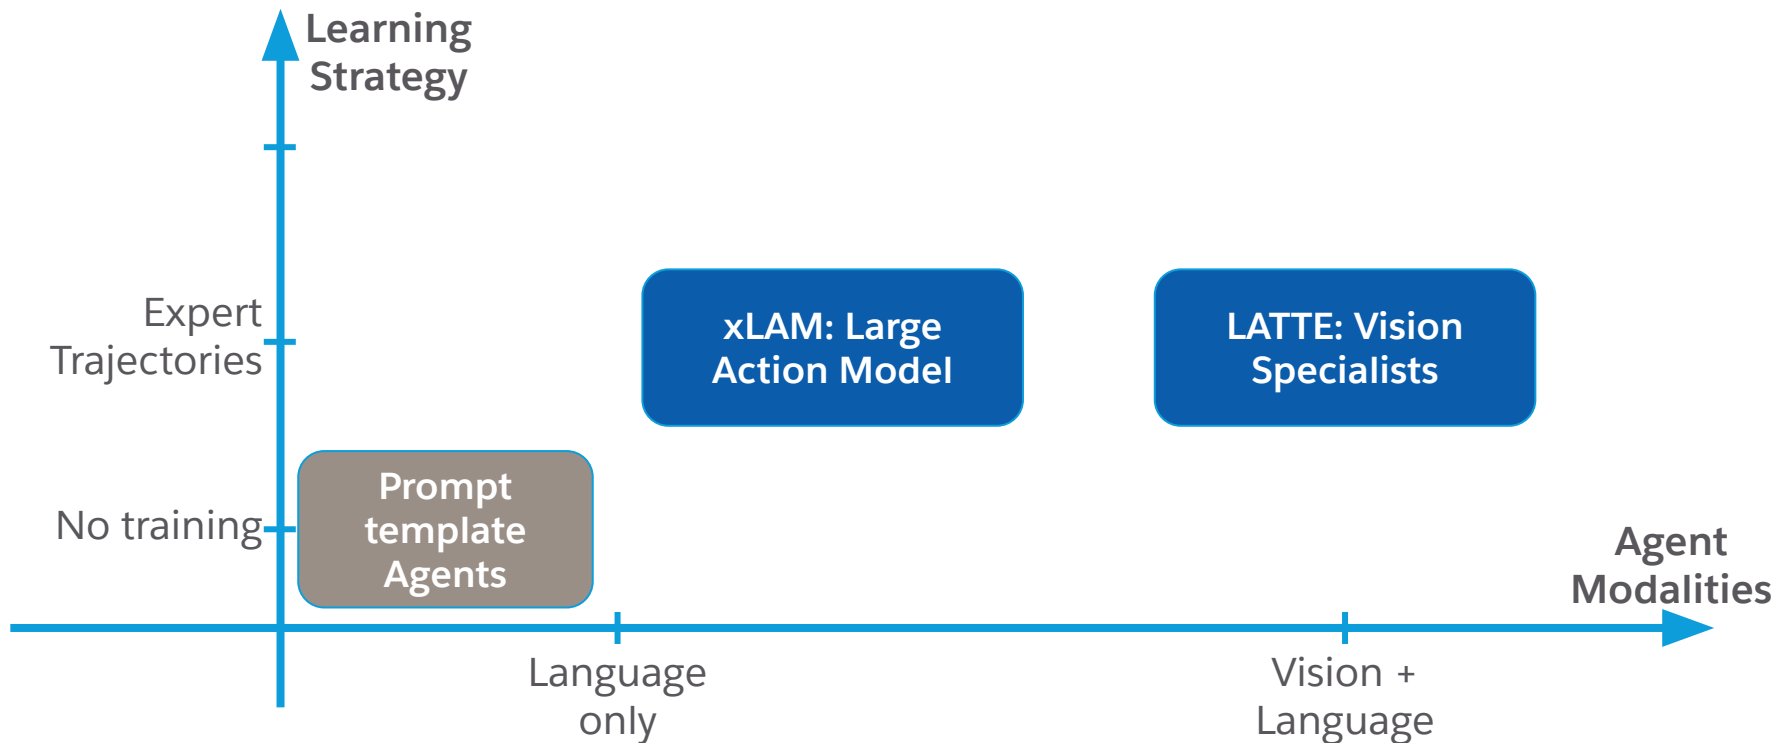 Learning
Strategy
Expert
Trajectories
xLAM: Large
Action Model
LATTE: Vision
Specialists
No training
Prompt
template
Agents
Agent
Modalities
Language
only
Vision +
Language